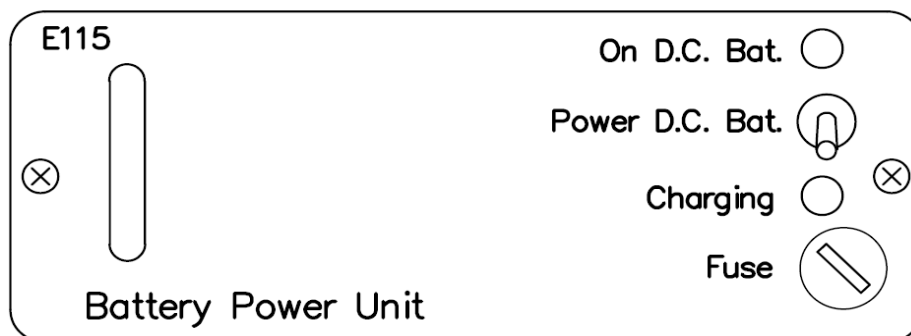 E115
On D.C. Bat.
Power D.C. Bat.
Charging
Fuse
Battery Power Unit